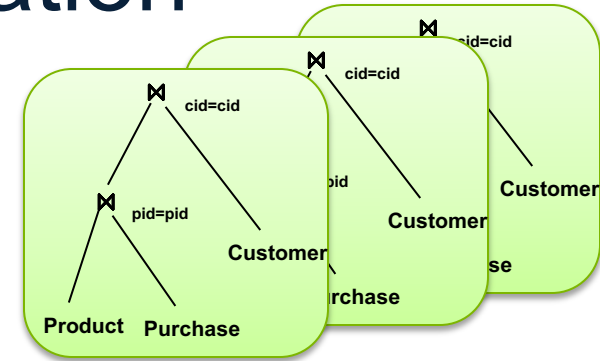 ation
⋈ cid=cid
⋈ pid=pid
Customer
Product Purchase
⋈ cid=cid
pid
Customer
rchase
⋈ cid=cid
Customer
se